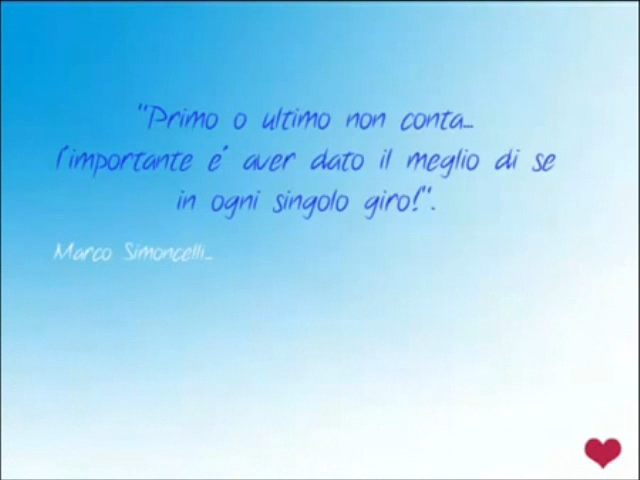 "Primo o ultimo non conta...
l'importante e' aver dato il meglio di se
in ogni singolo giro!".
Marco Simoncelli...